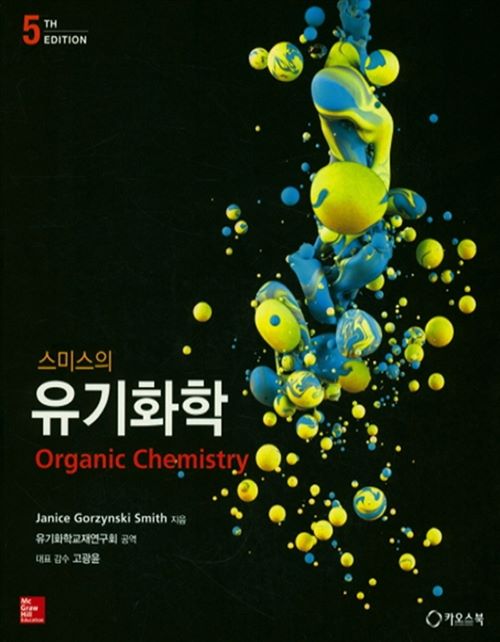 5 TH EDITION
스미스의
유기화학
Organic Chemistry
Janice Gorzynski Smith 지음
유기화학교재연구회 공역
대표 감수 고광윤
Mc
Graw
Hill
Education
카오스북